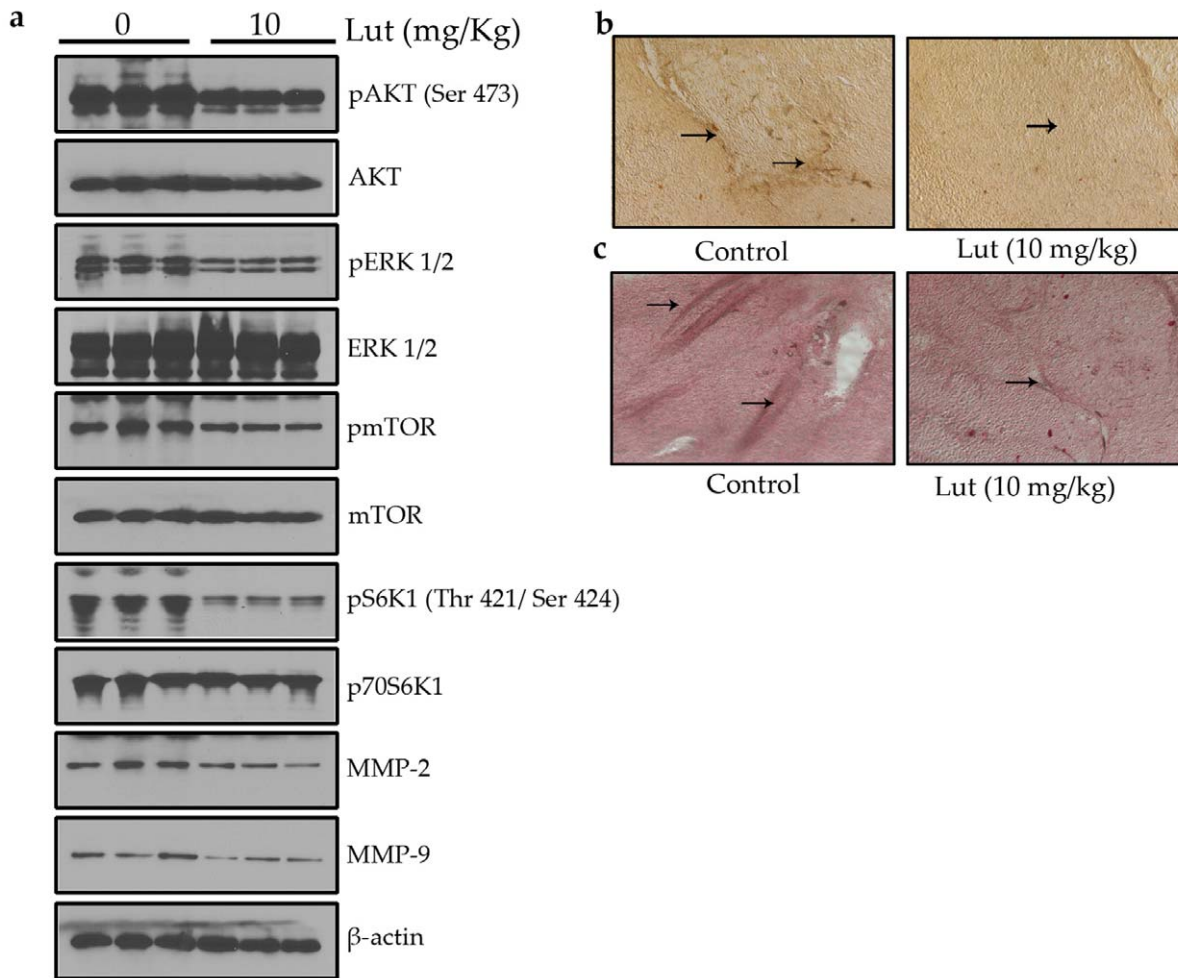 a
0 10 Lut (mg/Kg)
pAKT (Ser 473)
AKT
pERK 1/2
ERK 1/2
pmTOR
mTOR
pS6K1 (Thr 421/ Ser 424)
p70S6K1
MMP-2
MMP-9
β-actin
b
Control Lut (10 mg/kg)
c
Control Lut (10 mg/kg)